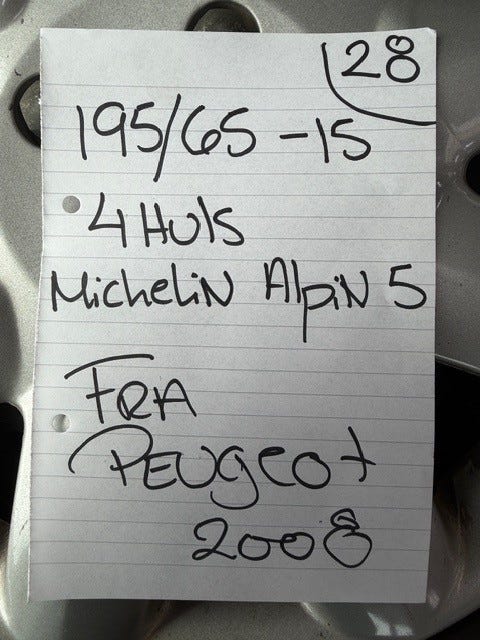 28
195/65-15
4 Huls
Michelin Alpin 5
FRA
PEUgeot
2008